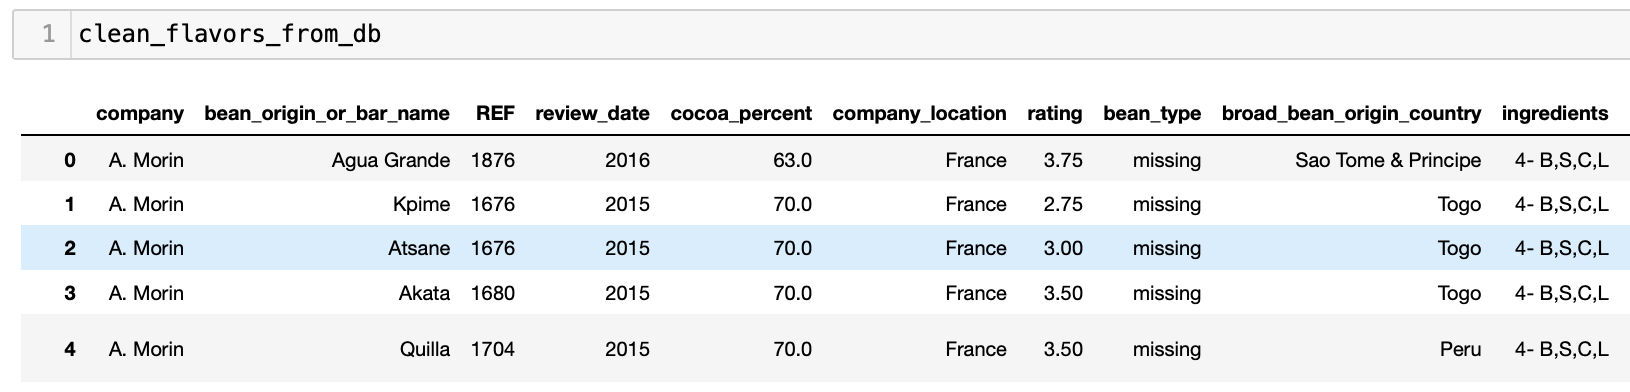 1 clean_flavors_from_db
company bean_origin_or_bar_name REF review_date cocoa_percent company_location rating bean_type broad_bean_origin_country ingredients
0 A. Morin Agua Grande 1876 2016 63.0 France 3.75 missing Sao Tome & Principe 4- B,S,C,L
1 A. Morin Kpime 1676 2015 70.0 France 2.75 missing Togo 4- B,S,C,L
2 A. Morin Atsane 1676 2015 70.0 France 3.00 missing Togo 4- B,S,C,L
3 A. Morin Akata 1680 2015 70.0 France 3.50 missing Togo 4- B,S,C,L
4 A. Morin Quilla 1704 2015 70.0 France 3.50 missing Peru 4- B,S,C,L